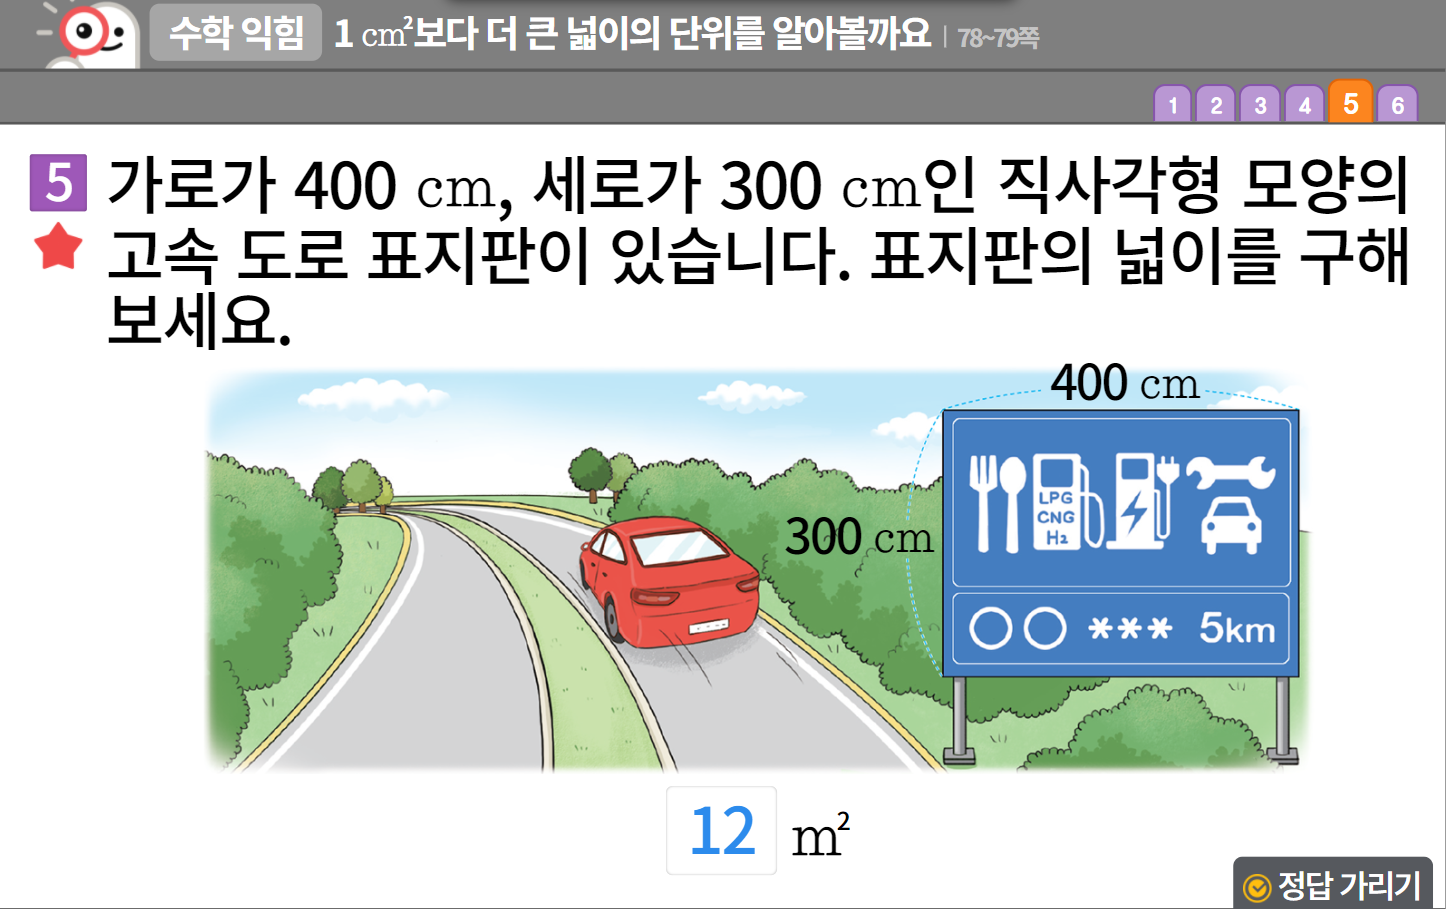 수학 익힘 1 cm²보다 더 큰 넓이의 단위를 알아볼까요 | 78~79쪽
1 2 3 4 5 6
5 가로가 400 cm, 세로가 300 cm인 직사각형 모양의
★ 고속 도로 표지판이 있습니다. 표지판의 넓이를 구해
보세요.
400 cm
300 cm
LPG
CNG
H₂
○○ *** 5km
12 m²
정답 가리기